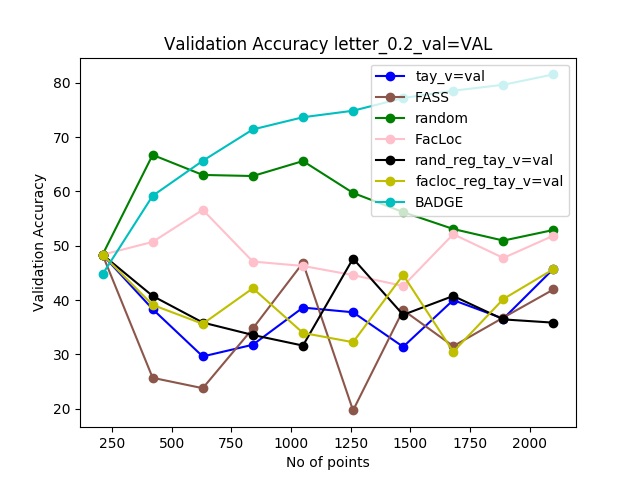 Validation Accuracy letter_0.2_val=VAL
tay_v=val
FASS
random
FacLoc
rand_reg_tay_v=val
facloc_reg_tay_v=val
BADGE
Validation Accuracy
80
70
60
50
40
30
20
250 500 750 1000 1250 1500 1750 2000
No of points